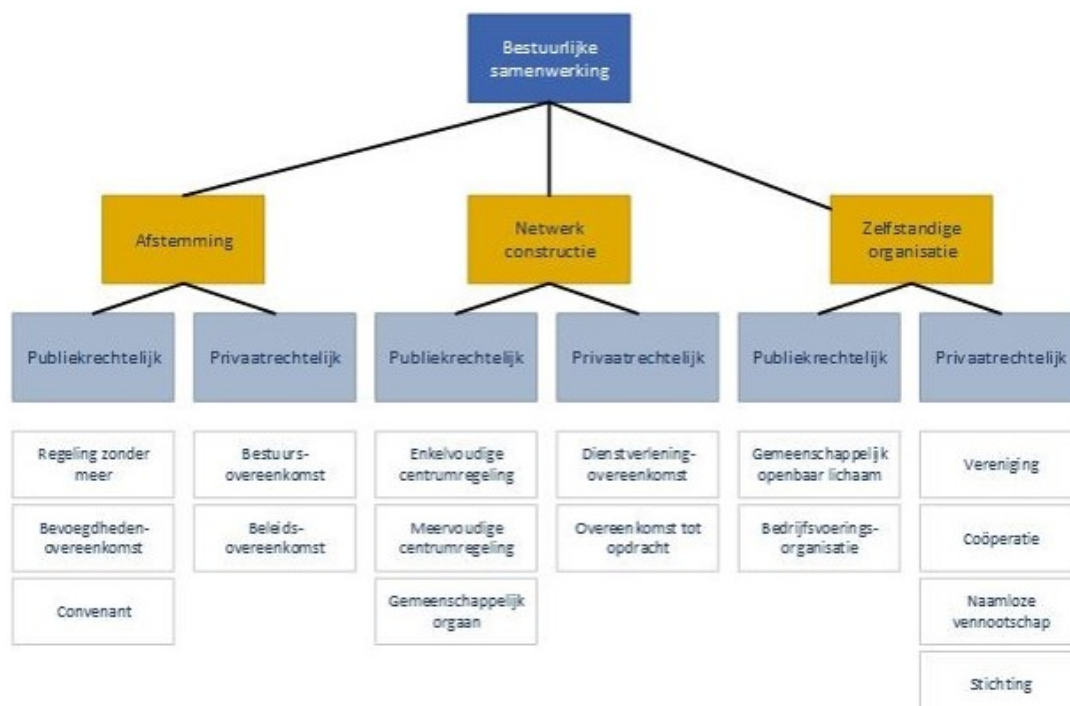 Bestuurlijke
samenwerking
Afstemming
Netwerk
constructie
Zelfstandige
organisatie
Publiekrechtelijk
Privaatrechtelijk
Publiekrechtelijk
Privaatrechtelijk
Publiekrechtelijk
Privaatrechtelijk
Regeling zonder
meer
Bevoegdheden-
overeenkomst
Convenant
Bestuurs-
overeenkomst
Beleids-
overeenkomst
Enkelvoudige
centrumregeling
Meervoudige
centrumregeling
Gemeenschappelijk
orgaan
Dienstverlening-
overeenkomst
Overeenkomst tot
opdracht
Gemeenschappelijk
openbaar lichaam
Bedrijfsvoerings-
organisatie
Vereniging
Coöperatie
Naamloze
vennootschap
Stichting